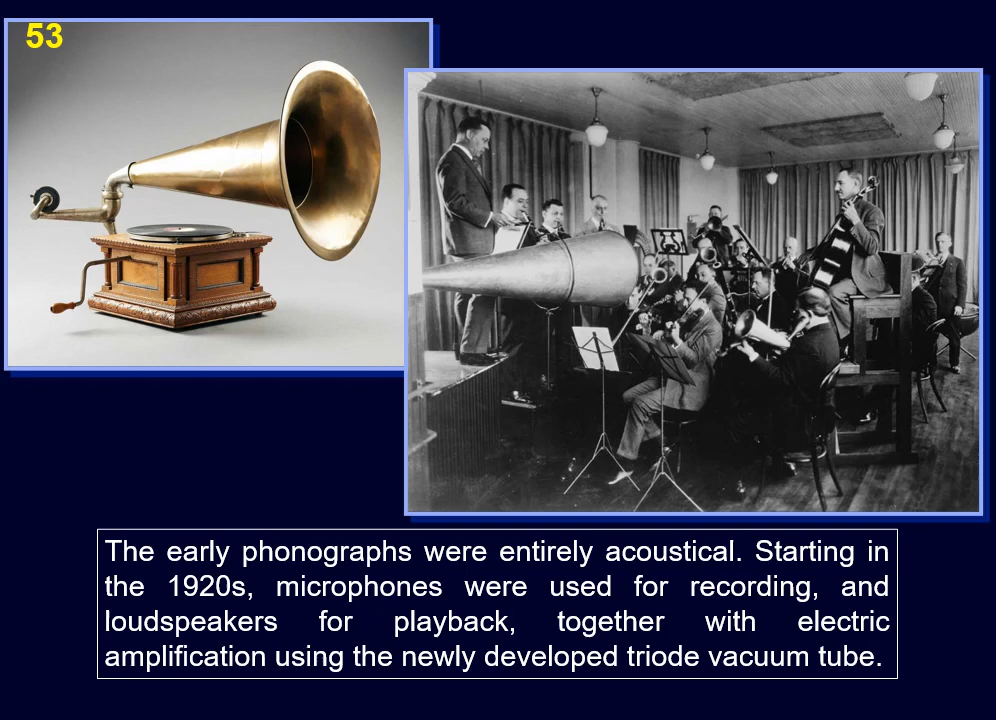 53
The early phonographs were entirely acoustical. Starting in
the 1920s, microphones were used for recording, and
loudspeakers for playback, together with electric
amplification using the newly developed triode vacuum tube.